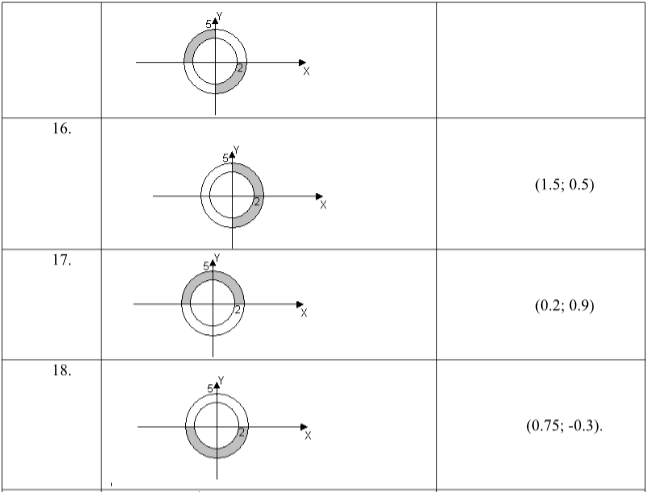 5 Y
2
X
16.
5 Y
2
X
(1.5; 0.5)
17.
5 Y
2
X
(0.2; 0.9)
18.
5 Y
2
X
(0.75; -0.3).